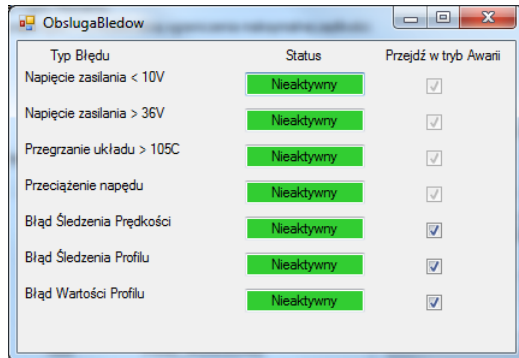 ObslugaBledow
Typ Błędu Status Przejdź w tryb Awarii
Napięcie zasilania < 10V Nieaktywny
Napięcie zasilania > 36V Nieaktywny
Przegrzanie układu > 105C Nieaktywny
Przeciążenie napędu Nieaktywny
Błąd Śledzenia Prędkości Nieaktywny
Błąd Śledzenia Profilu Nieaktywny
Błąd Wartości Profilu Nieaktywny